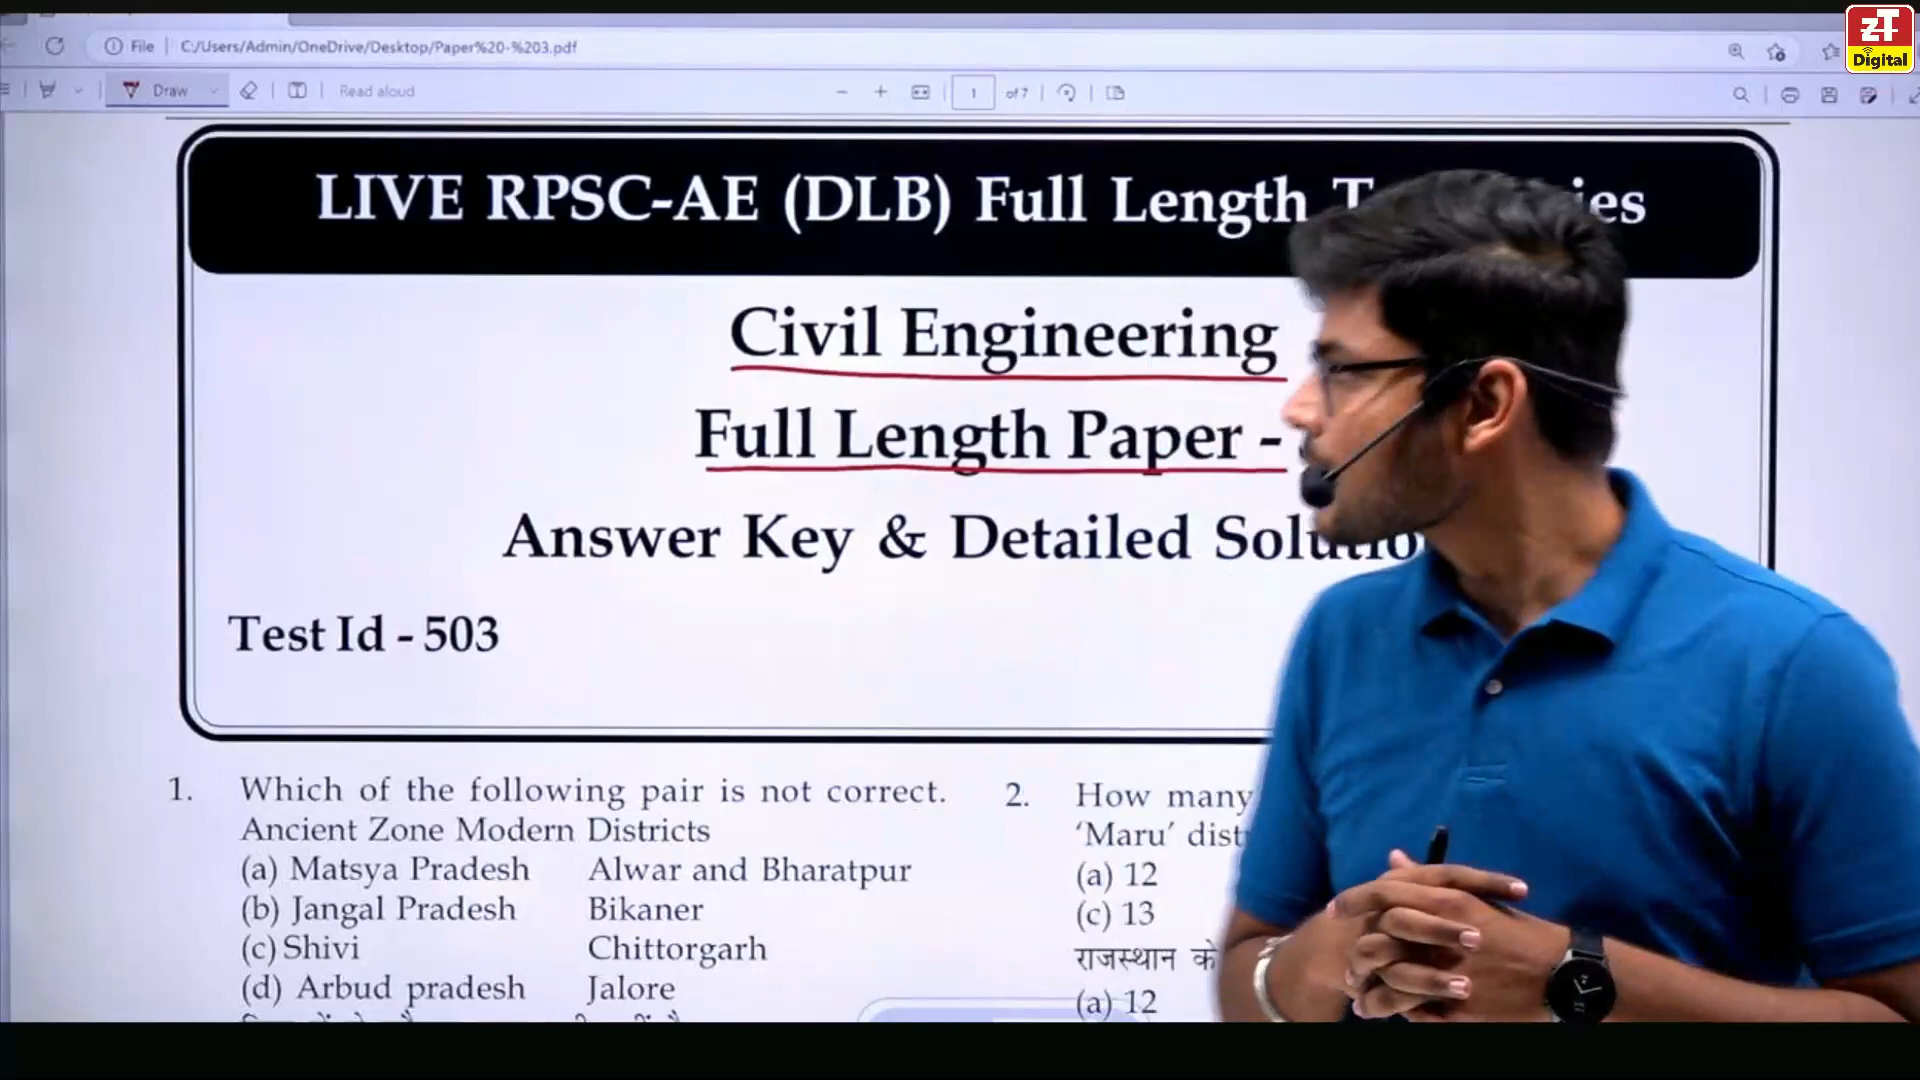 zT
Digital
File
C:/Users/Admin/OneDrive/Desktop/Paper%20-%203.pdf
Draw
Read aloud
1
of 7
LIVE RPSC-AE (DLB) Full Length
Civil Engineering
Full Length Paper -
Answer Key & Detailed
Test Id - 503
1. Which of the following pair is not correct.
Ancient Zone Modern Districts
(a) Matsya Pradesh Alwar and Bharatpur
(b) Jangal Pradesh Bikaner
(c) Shivi Chittorgarh
(d) Arbud pradesh Jalore
2. How many
‘Maru’
(a) 12
(c) 13
राजस्थान के
(a) 12